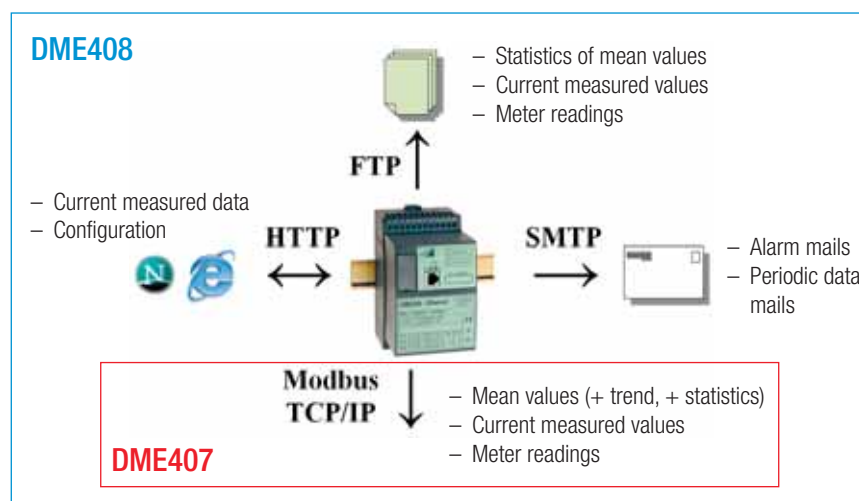 DME408
– Statistics of mean values
– Current measured values
– Meter readings
FTP
– Current measured data
– Configuration
HTTP
N
e
SMTP
– Alarm mails
– Periodic data
mails
Modbus
TCP/IP
– Mean values (+ trend, + statistics)
– Current measured values
– Meter readings
DME407